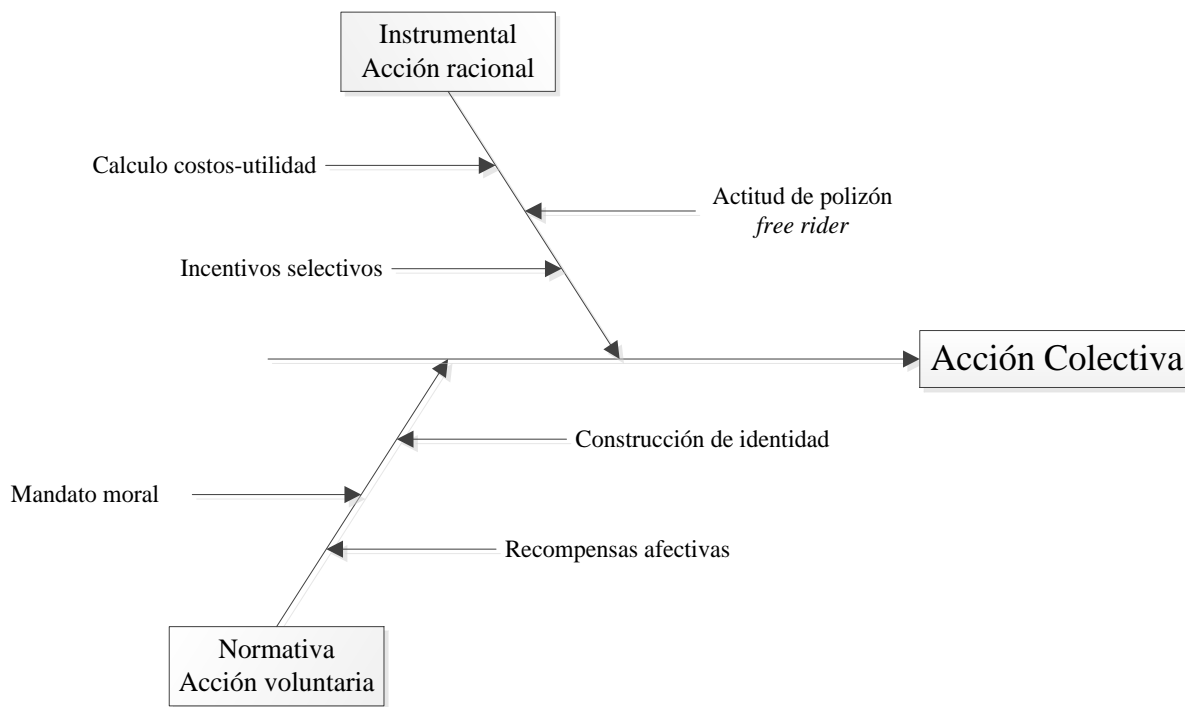 Instrumental
Acción racional
Calculo costos-utilidad
Actitud de polizón
free rider
Incentivos selectivos
Acción Colectiva
Construcción de identidad
Mandato moral
Recompensas afectivas
Normativa
Acción voluntaria